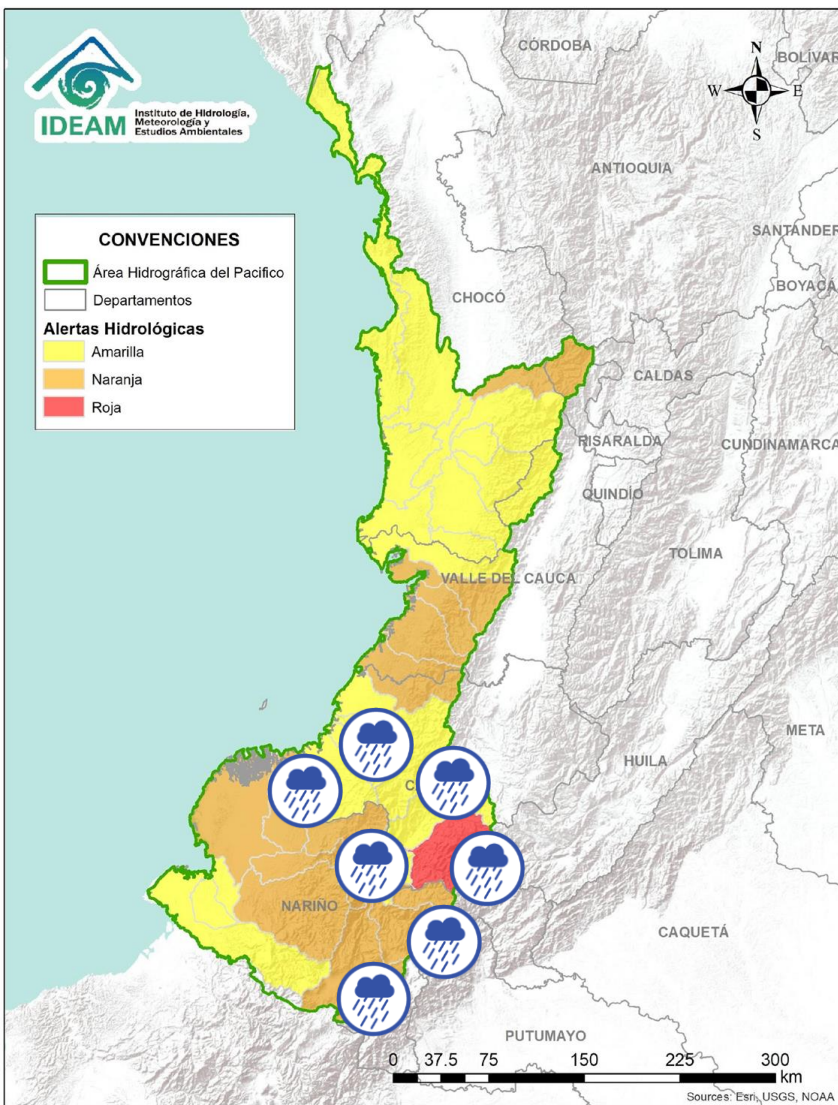 IDEAM
Instituto de Hidrología,
Meteorología y
Estudios Ambientales
CÓRDOBA
BOLÍVAR
N
W
E
S
ANTIOQUIA
SANTANDER
BOYACÁ
CONVENCIONES
Área Hidrográfica del Pacifico
Departamentos
Alertas Hidrológicas
Amarilla
Naranja
Roja
CHOCÓ
CALDAS
RISARALDA
CUNDINAMARCA
QUINDÍO
TOLIMA
VALLE DEL CAUCA
META
HUILA
C
NARIÑO
CAQUETÁ
PUTUMAYO
0 37.5 75 150 225 300
km
Sources: Esri, USGS, NOAA